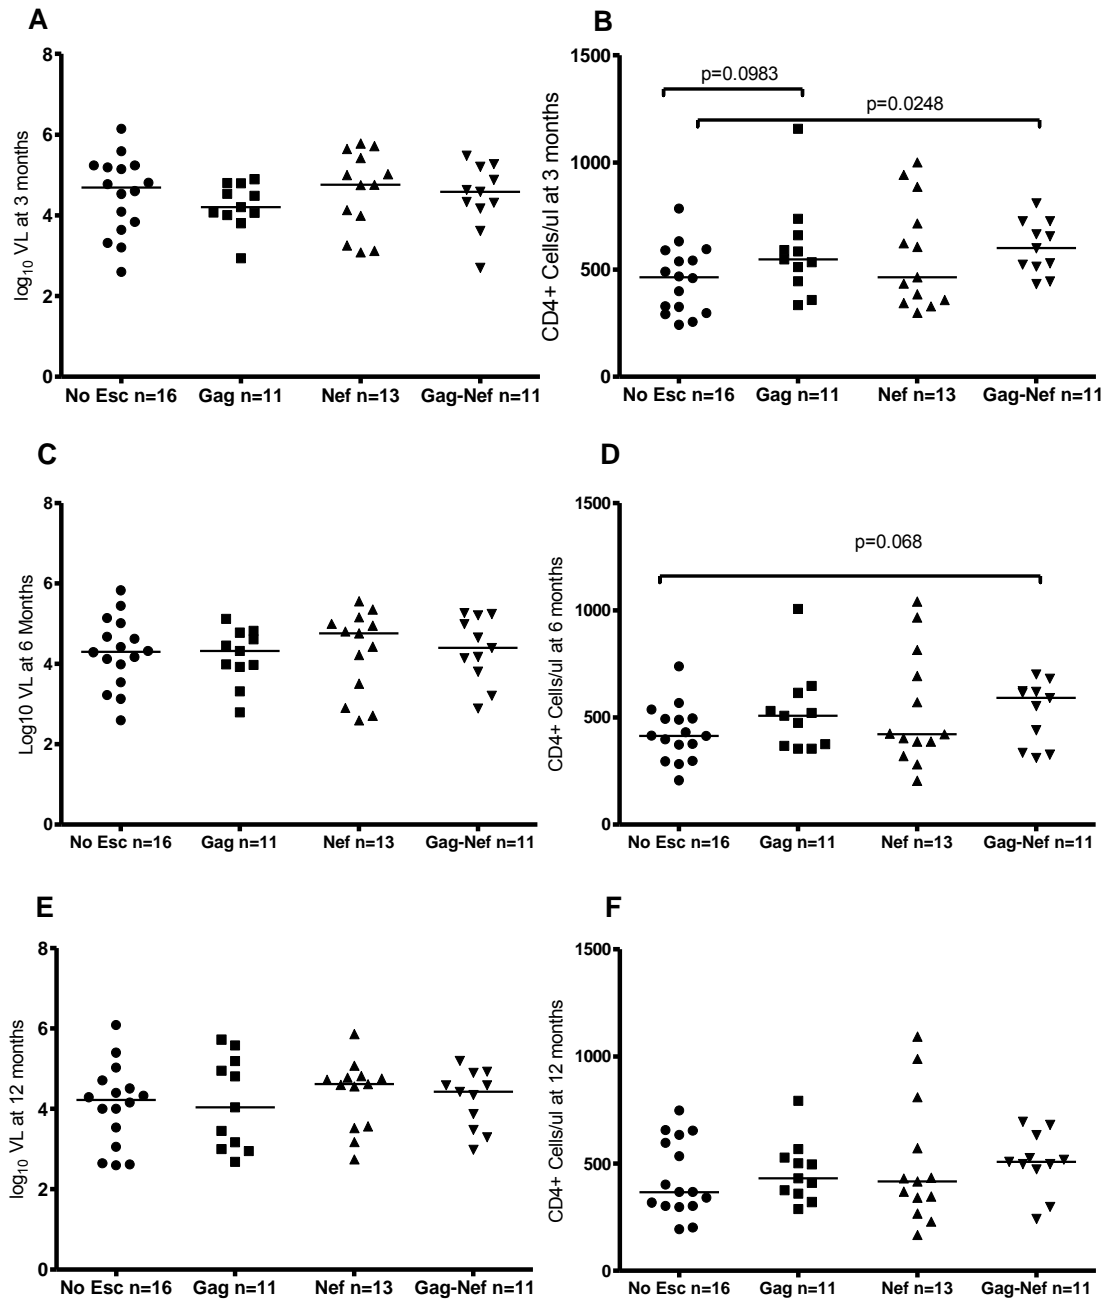 A
log10 VL at 3 months
8
6
4
2
0
No Esc n=16 Gag n=11 Nef n=13 Gag-Nef n=11
B
CD4+ Cells/ul at 3 months
1500
1000
500
0
p=0.0983
p=0.0248
No Esc n=16 Gag n=11 Nef n=13 Gag-Nef n=11
C
Log10 VL at 6 Months
8
6
4
2
0
No Esc n=16 Gag n=11 Nef n=13 Gag-Nef n=11
D
CD4+ Cells/ul at 6 months
1500
1000
500
0
p=0.068
No Esc n=16 Gag n=11 Nef n=13 Gag-Nef n=11
E
log10 VL at 12 months
8
6
4
2
0
No Esc n=16 Gag n=11 Nef n=13 Gag-Nef n=11
F
CD4+ Cells/ul at 12 months
1500
1000
500
0
No Esc n=16 Gag n=11 Nef n=13 Gag-Nef n=11